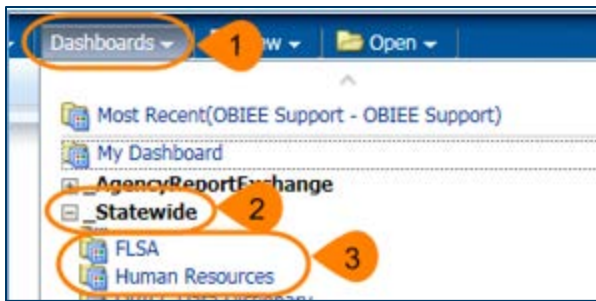 Dashboards 1 Open
Most Recent(OBIEE Support - OBIEE Support)
My Dashboard
_AgencyReportExchange
_Statewide 2
FLSA
Human Resources 3